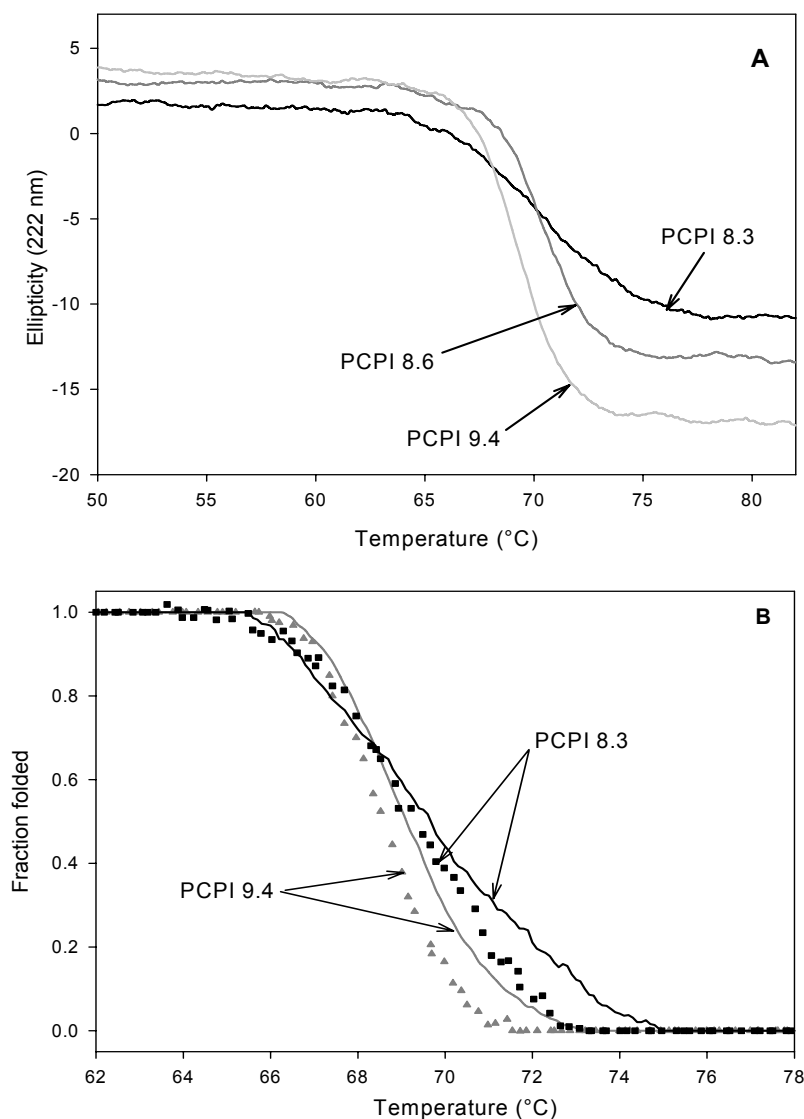 A
5
0
-5
-10
-15
-20
Ellipticity (222 nm)
PCPI 8.3
PCPI 8.6
PCPI 9.4
50
55
60
65
70
75
80
Temperature (°C)
B
1.0
0.8
0.6
0.4
0.2
0.0
Fraction folded
PCPI 8.3
PCPI 9.4
62
64
66
68
70
72
74
76
78
Temperature (°C)